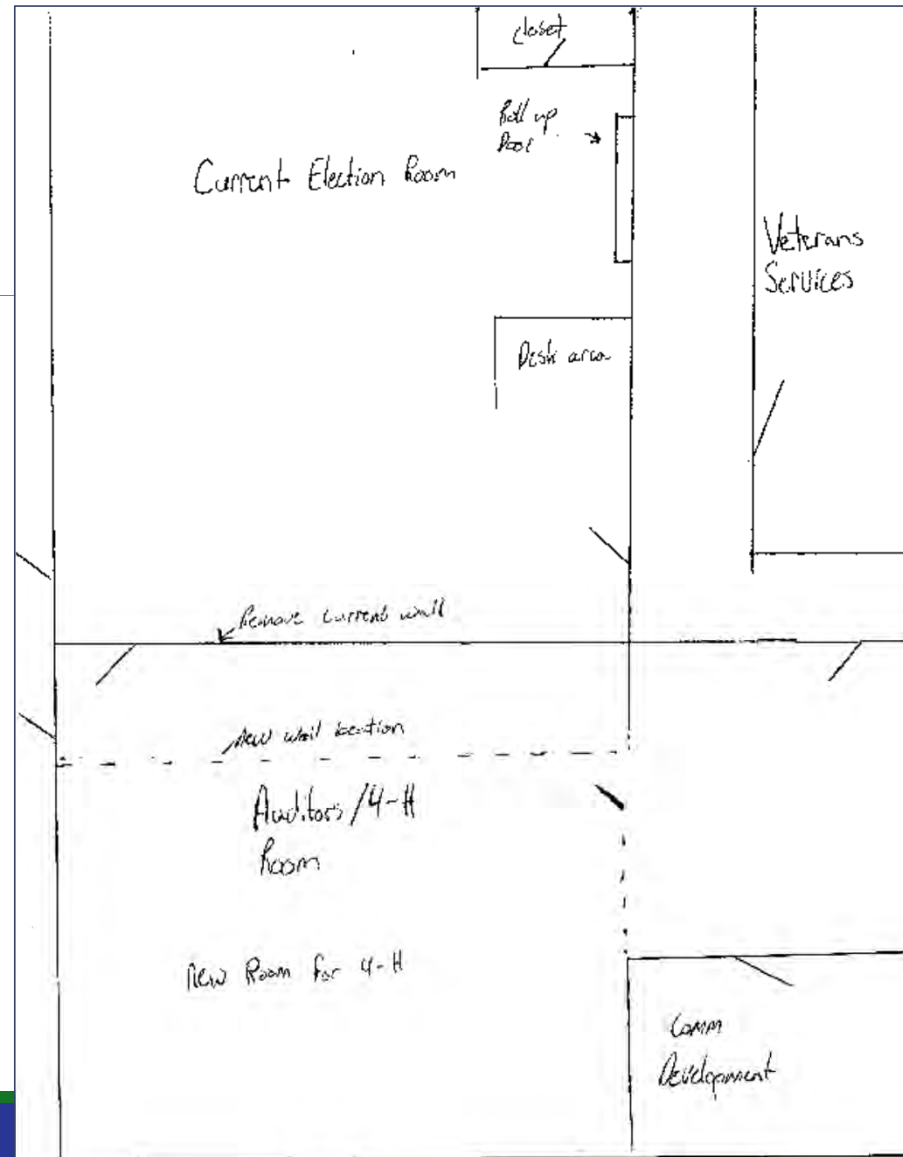 closet
Roll up
Door
Current Election Room
Veterans
Services
Desk area
Remove current wall
New wall location
Auditors/4-H
Room
New Room for 4-H
Comm
Development